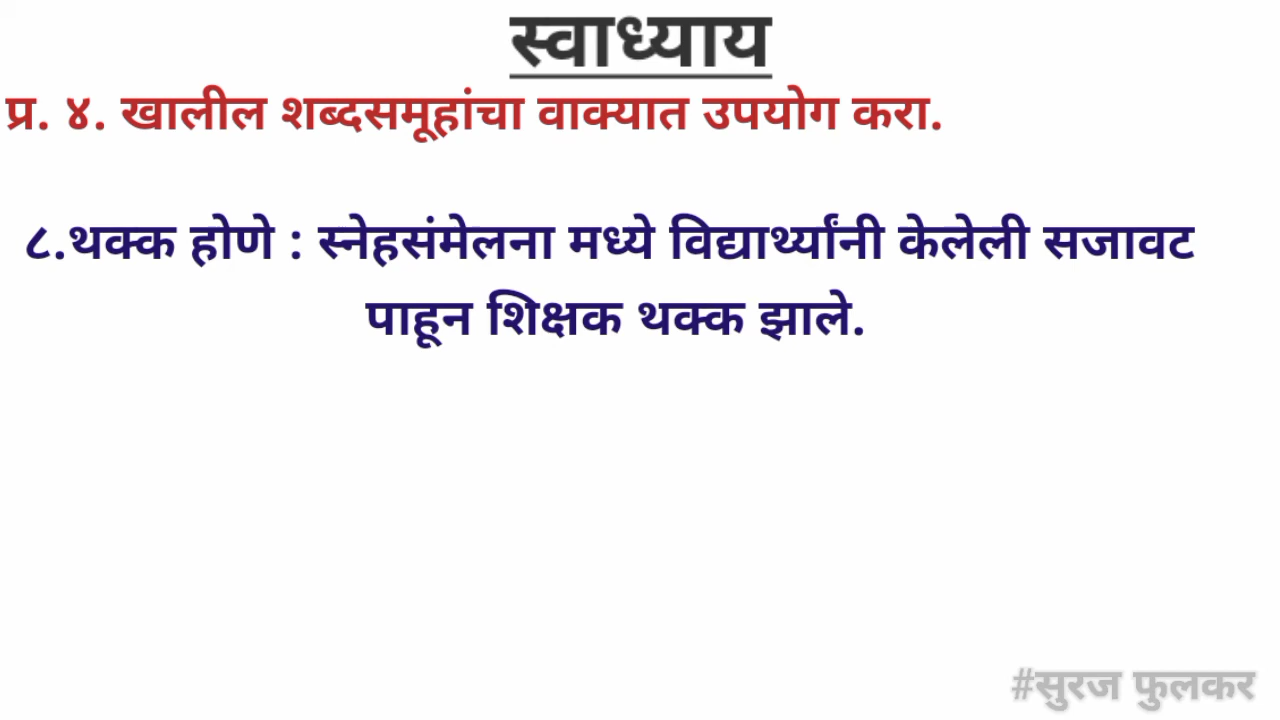 स्वाध्याय
प्र. ४. खालील शब्दसमूहांचा वाक्यात उपयोग करा.
८.थक्क होणे : स्नेहसंमेलना मध्ये विद्यार्थ्यांनी केलेली सजावट
पाहून शिक्षक थक्क झाले.
#सुरज फुलकर